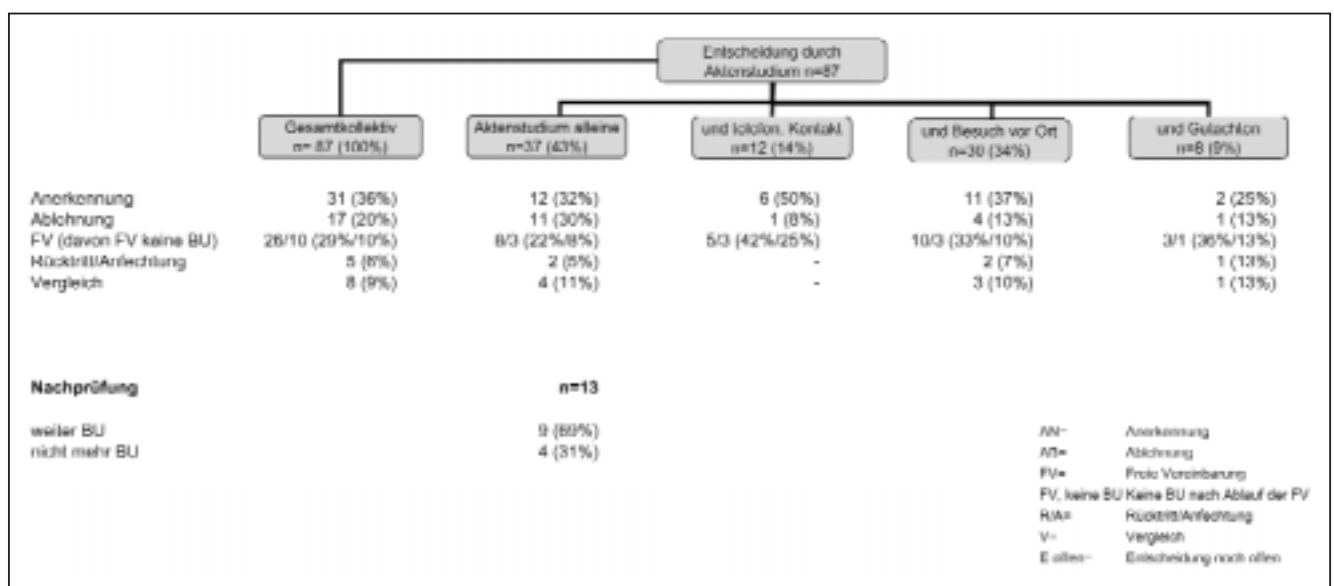 Entscheidung durch
Aktenstudium n=87
Gesamtkollektiv
n= 87 (100%)
Aktenstudium alleine
n=37 (43%)
und telefon. Kontakt
n=12 (14%)
und Besuch vor Ort
n=30 (34%)
und Gutachten
n=8 (9%)
Anerkennung 31 (36%) 12 (32%) 6 (50%) 11 (37%) 2 (25%)
Ablehnung 17 (20%) 11 (30%) 1 (8%) 4 (13%) 1 (13%)
FV (davon FV keine BU) 26/10 (29%/10%) 8/3 (22%/8%) 5/3 (42%/25%) 10/3 (33%/10%) 3/1 (36%/13%)
Rücktritt/Anfechtung 5 (6%) 2 (5%) - 2 (7%) 1 (13%)
Vergleich 8 (9%) 4 (11%) - 3 (10%) 1 (13%)
Nachprüfung n=13
weiter BU 9 (69%)
nicht mehr BU 4 (31%)
AN= Anerkennung
AB= Ablehnung
FV= Freie Vereinbarung
FV, keine BU Keine BU nach Ablauf der FV
R/A= Rücktritt/Anfechtung
V= Vergleich
E offen= Entscheidung noch offen